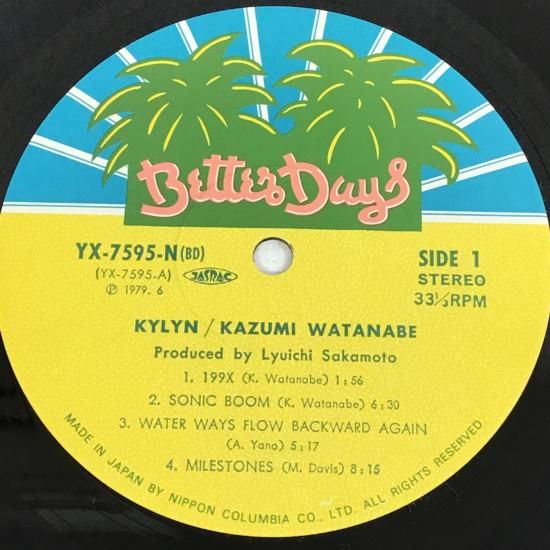 Better Days
YX-7595-N(BD)
(YX-7595-A) JASRAC
Ⓟ 1979. 6
SIDE 1
STEREO
33⅓RPM
KYLYN / KAZUMI WATANABE
Produced by Lyuichi Sakamoto
1. 199X (K. Watanabe) 1:56
2. SONIC BOOM (K. Watanabe) 6:30
3. WATER WAYS FLOW BACKWARD AGAIN
(A. Yano) 5:17
4. MILESTONES (M. Davis) 8:15
MADE IN JAPAN BY NIPPON COLUMBIA CO., LTD. ALL RIGHTS RESERVED